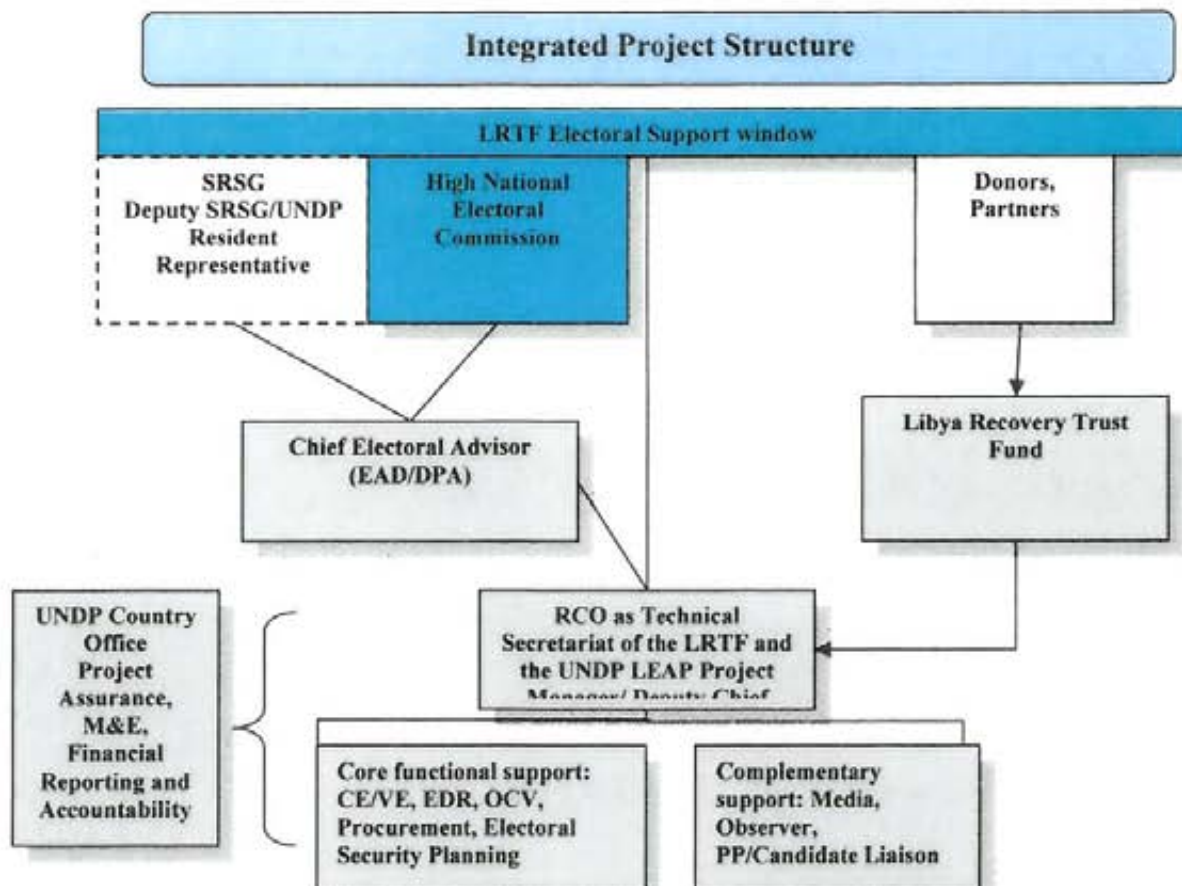 Integrated Project Structure
LRTF Electoral Support window
SRSG
Deputy SRSG/UNDP
Resident
Representative
High National
Electoral
Commission
Donors,
Partners
Chief Electoral Advisor
(EAD/DPA)
Libya Recovery Trust
Fund
UNDP Country
Office
Project
Assurance,
M&E,
Financial
Reporting and
Accountability
RCO as Technical
Secretariat of the LRTF and
the UNDP LEAP Project
Manager/ Deputy Chief
Core functional support:
CE/VE, EDR, OCV,
Procurement, Electoral
Security Planning
Complementary
support: Media,
Observer,
PP/Candidate Liaison